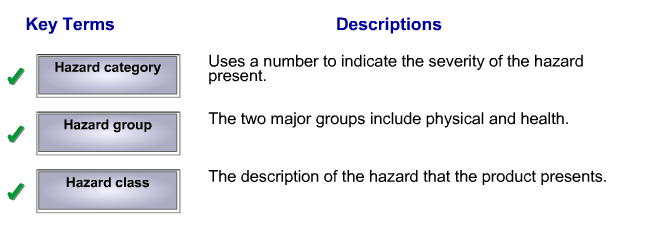 Key Terms Descriptions
Hazard category Uses a number to indicate the severity of the hazard
present.
Hazard group The two major groups include physical and health.
Hazard class The description of the hazard that the product presents.